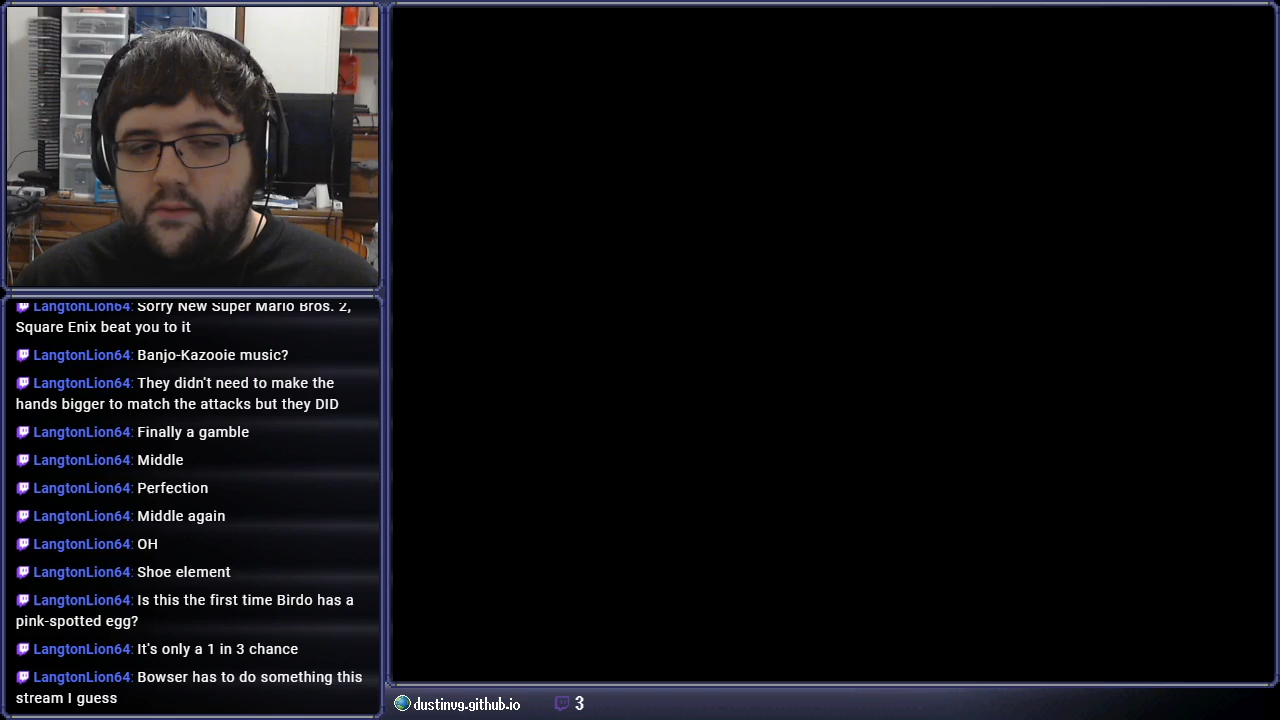 LangtonLion64: Sorry New Super Mario Bros. 2,
Square Enix beat you to it
LangtonLion64: Banjo-Kazooie music?
LangtonLion64: They didn't need to make the
hands bigger to match the attacks but they DID
LangtonLion64: Finally a gamble
LangtonLion64: Middle
LangtonLion64: Perfection
LangtonLion64: Middle again
LangtonLion64: OH
LangtonLion64: Shoe element
LangtonLion64: Is this the first time Birdo has a
pink-spotted egg?
LangtonLion64: It's only a 1 in 3 chance
LangtonLion64: Bowser has to do something this
stream I guess
dustinvg.github.io
3